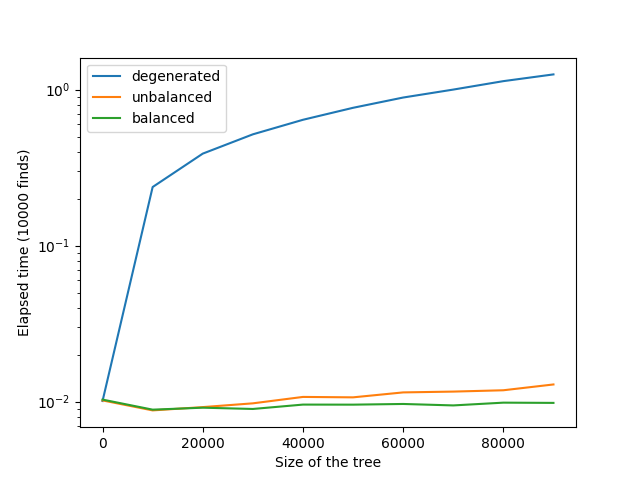 degenerated
unbalanced
balanced
Elapsed time (10000 finds)
10⁰
10⁻¹
10⁻²
0 20000 40000 60000 80000
Size of the tree